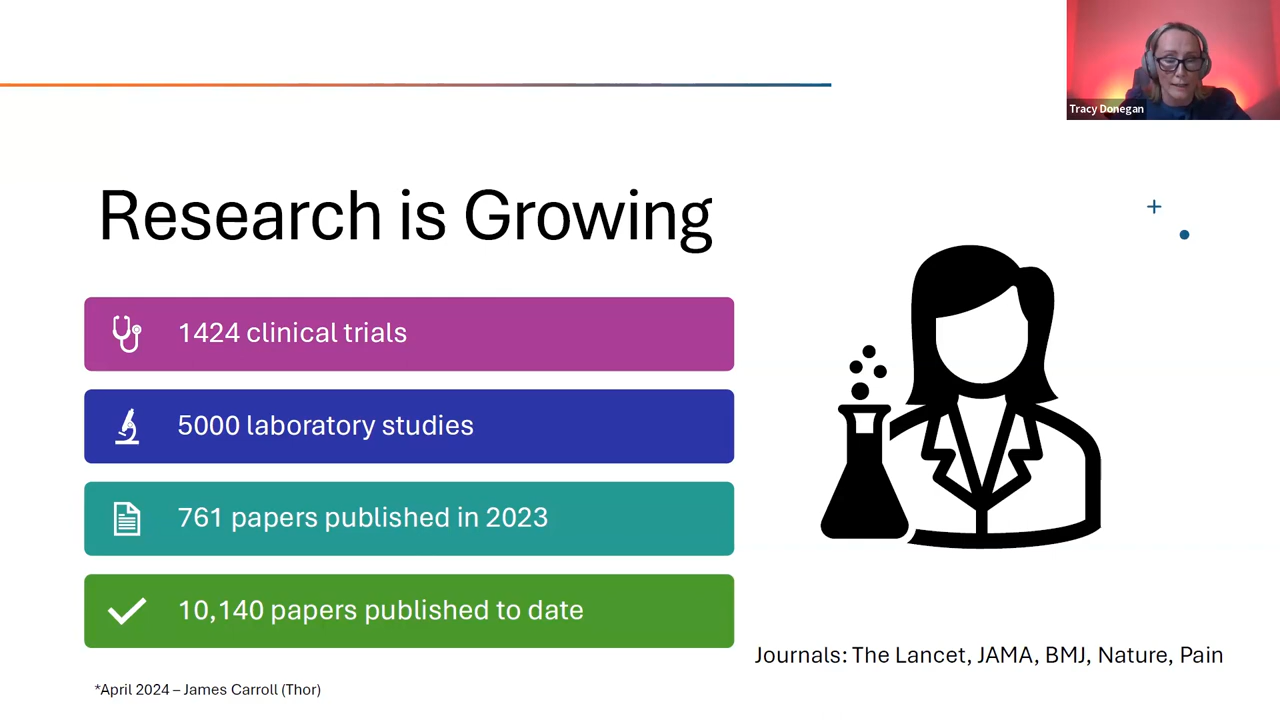 Tracy Donegan
Research is Growing
1424 clinical trials
5000 laboratory studies
761 papers published in 2023
10,140 papers published to date
Journals: The Lancet, JAMA, BMJ, Nature, Pain
*April 2024 – James Carroll (Thor)